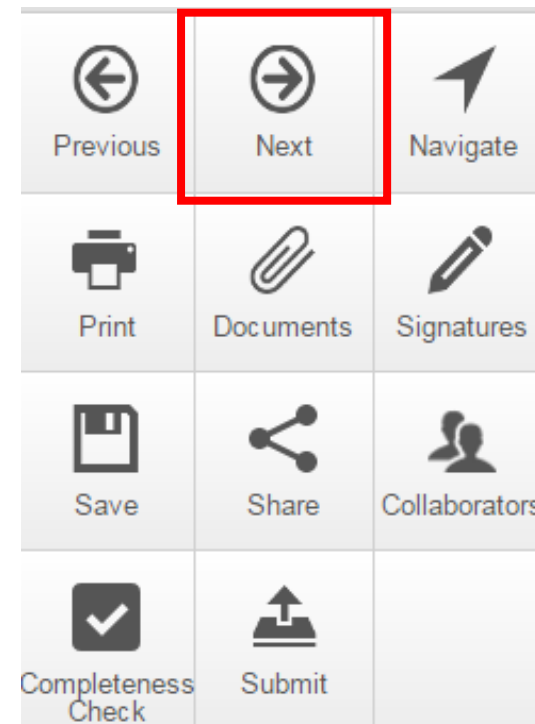 Previous
Next
Navigate
Print
Documents
Signatures
Save
Share
Collaborators
Completeness
Check
Submit